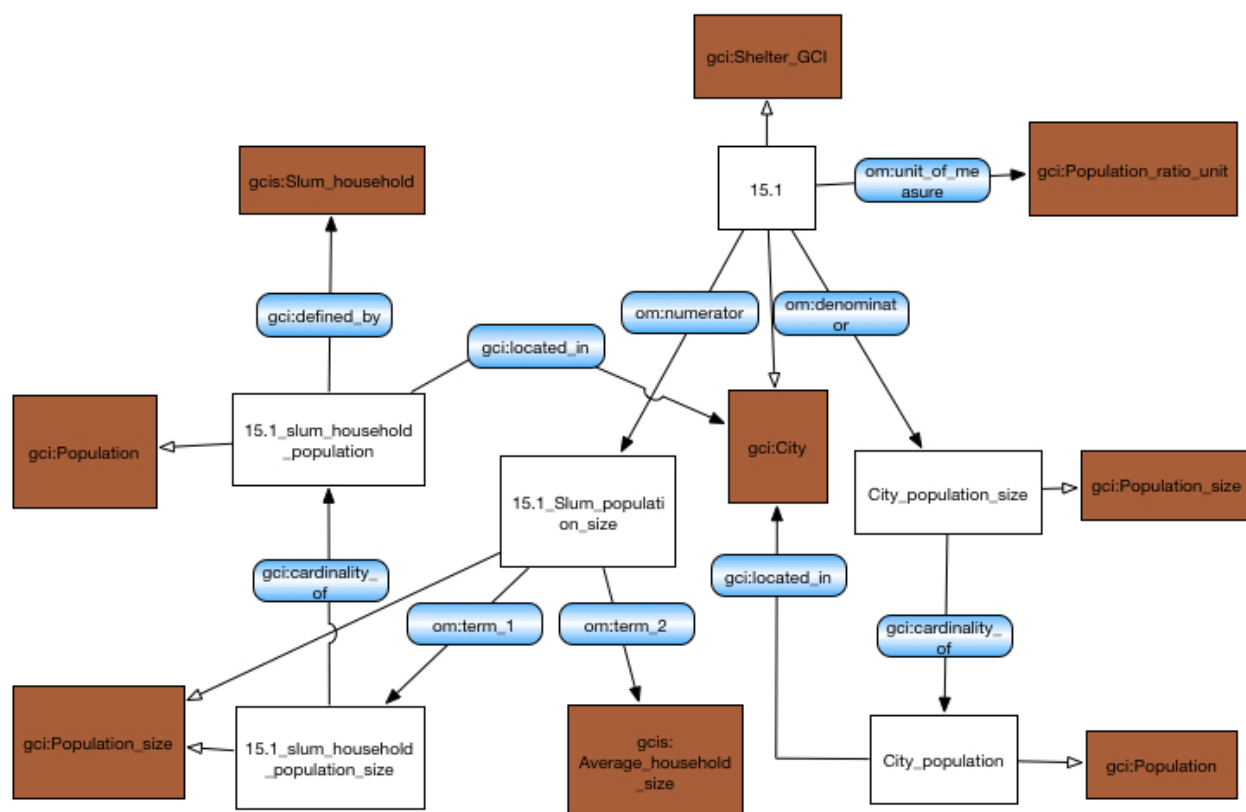 gci:Shelter_GCI
om:unit_of_me
asure
gci:Population_ratio_unit
15.1
gcis:Slum_household
gci:defined_by
om:numerator
om:denominat
or
gci:located_in
gci:Population
15.1_slum_household
_population
gci:City
15.1_Slum_populati
on_size
City_population_size
gci:Population_size
gci:cardinality_
of
gci:located_in
om:term_1
om:term_2
gci:cardinality_
of
gci:Population_size
15.1_slum_household
_population_size
gcis:
Average_household
_size
City_population
gci:Population